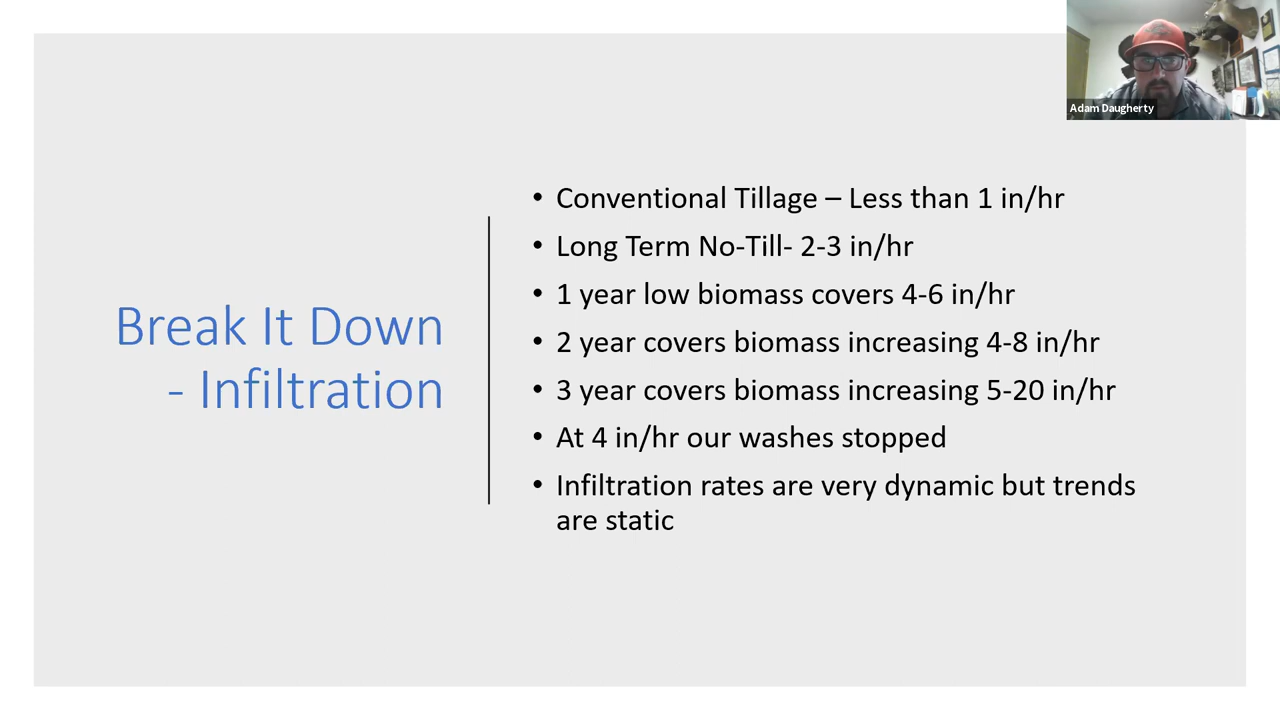 Adam Daugherty
Break It Down
- Infiltration
• Conventional Tillage – Less than 1 in/hr
• Long Term No-Till- 2-3 in/hr
• 1 year low biomass covers 4-6 in/hr
• 2 year covers biomass increasing 4-8 in/hr
• 3 year covers biomass increasing 5-20 in/hr
• At 4 in/hr our washes stopped
• Infiltration rates are very dynamic but trends
are static